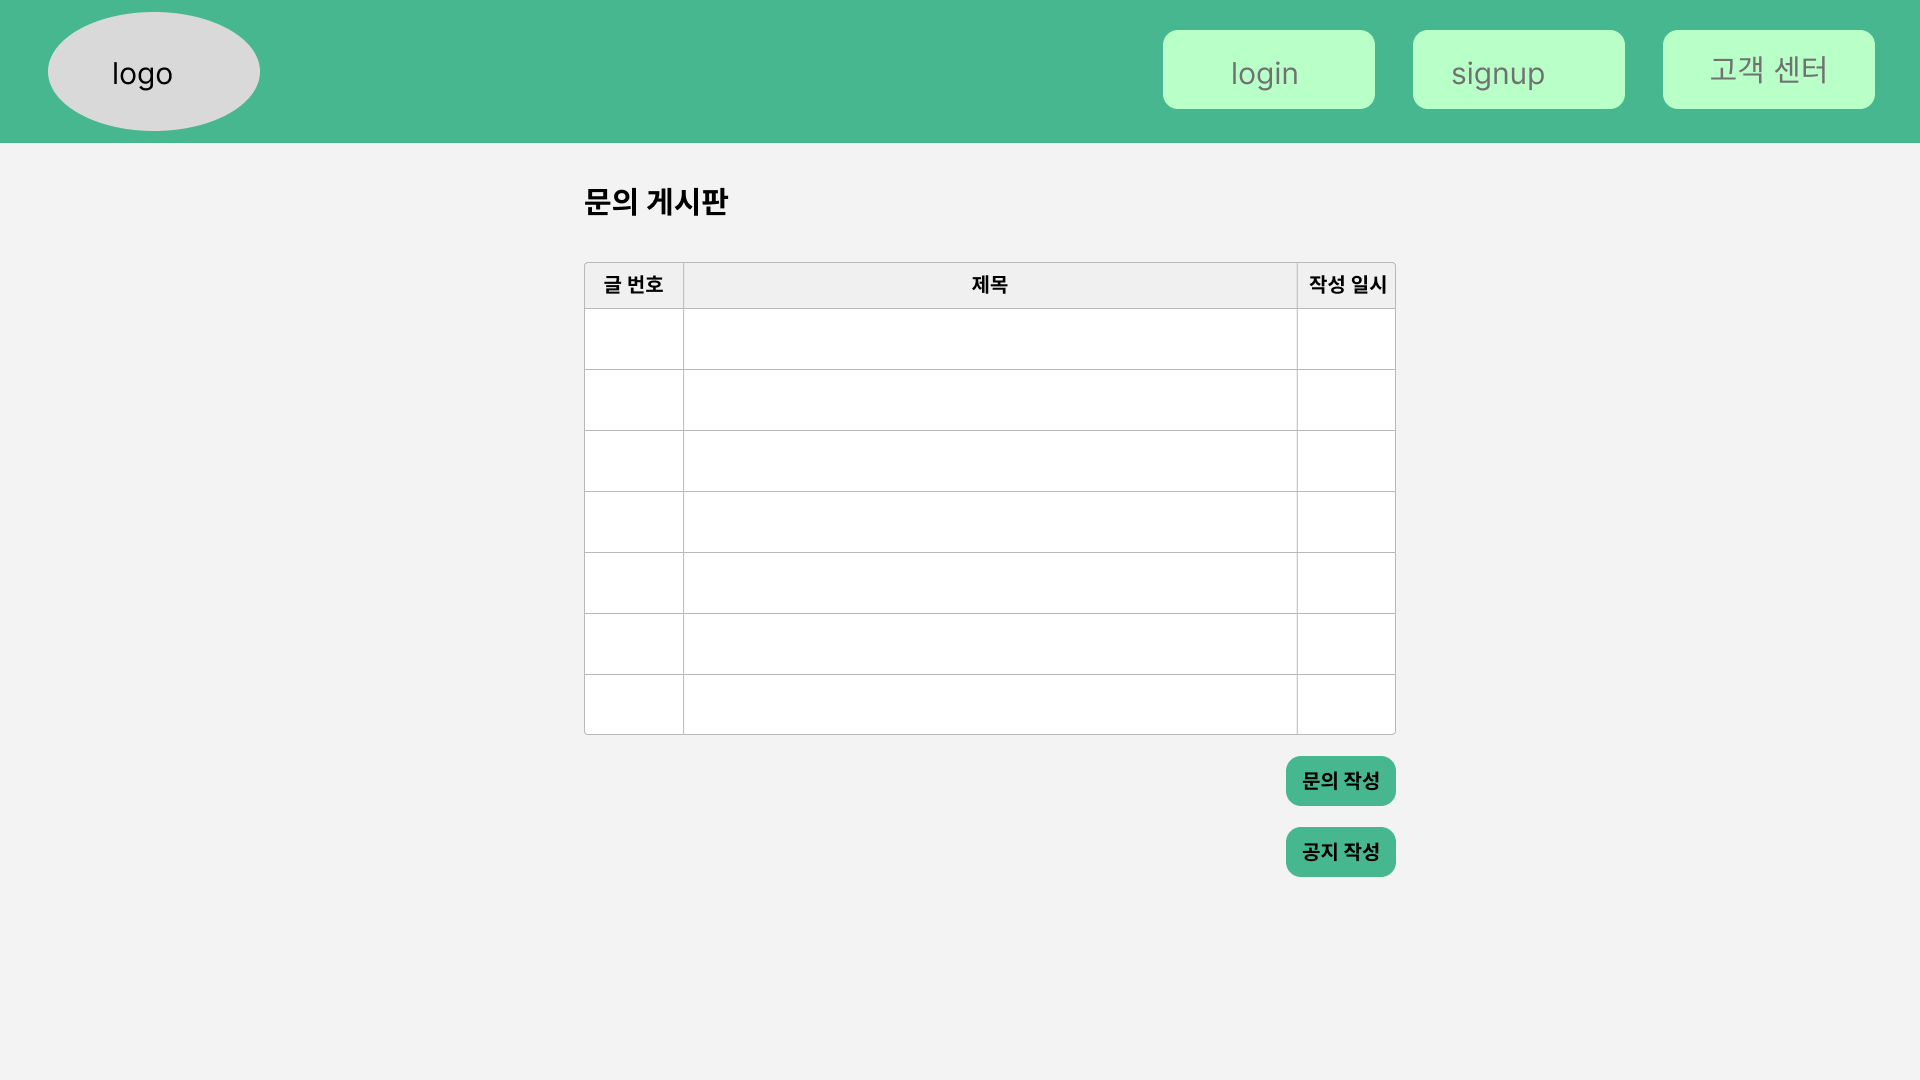 logo
login
signup
고객 센터
문의 게시판
글 번호
제목
작성 일시
문의 작성
공지 작성